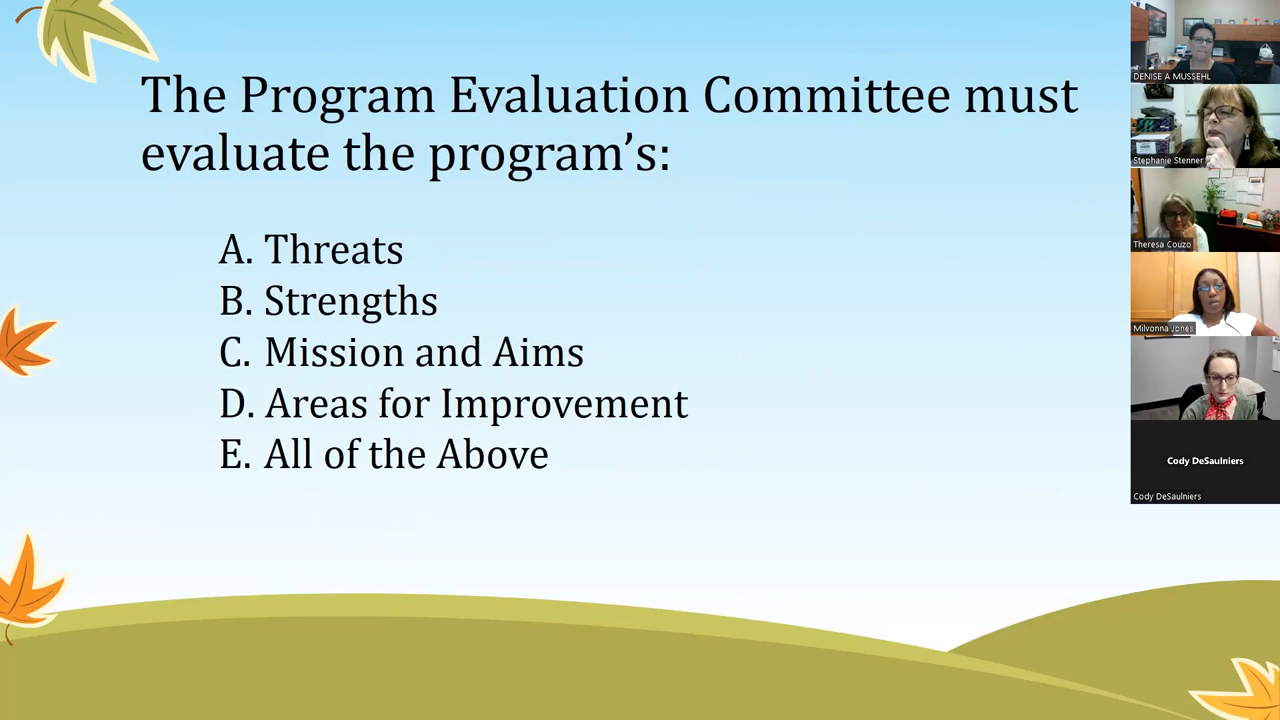 The Program Evaluation Committee must
evaluate the program’s:
A. Threats
B. Strengths
C. Mission and Aims
D. Areas for Improvement
E. All of the Above
DENISE A MUSSEHL
Stephanie Stenner
Theresa Couzo
Milvonna Jones
Cody DeSaulniers
Cody DeSaulniers